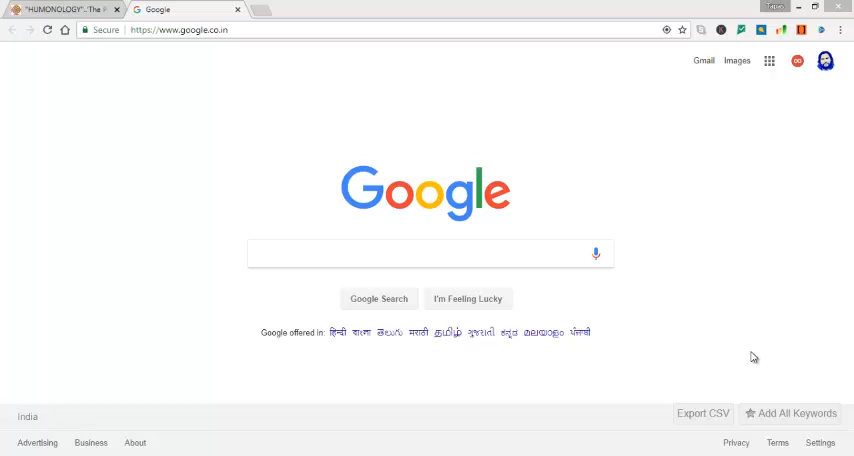 "HUMONOLOGY"..'The F
Google
Tapas
Secure
https://www.google.co.in
Gmail Images
Google
Google Search
I'm Feeling Lucky
Google offered in: हिन्दी বাংলা తెలుగు मराठी தமிழ் ગુજરાતી ಕನ್ನಡ മലയാളം ਪੰਜਾਬੀ
Export CSV
Add All Keywords
India
Advertising Business About
Privacy Terms Settings